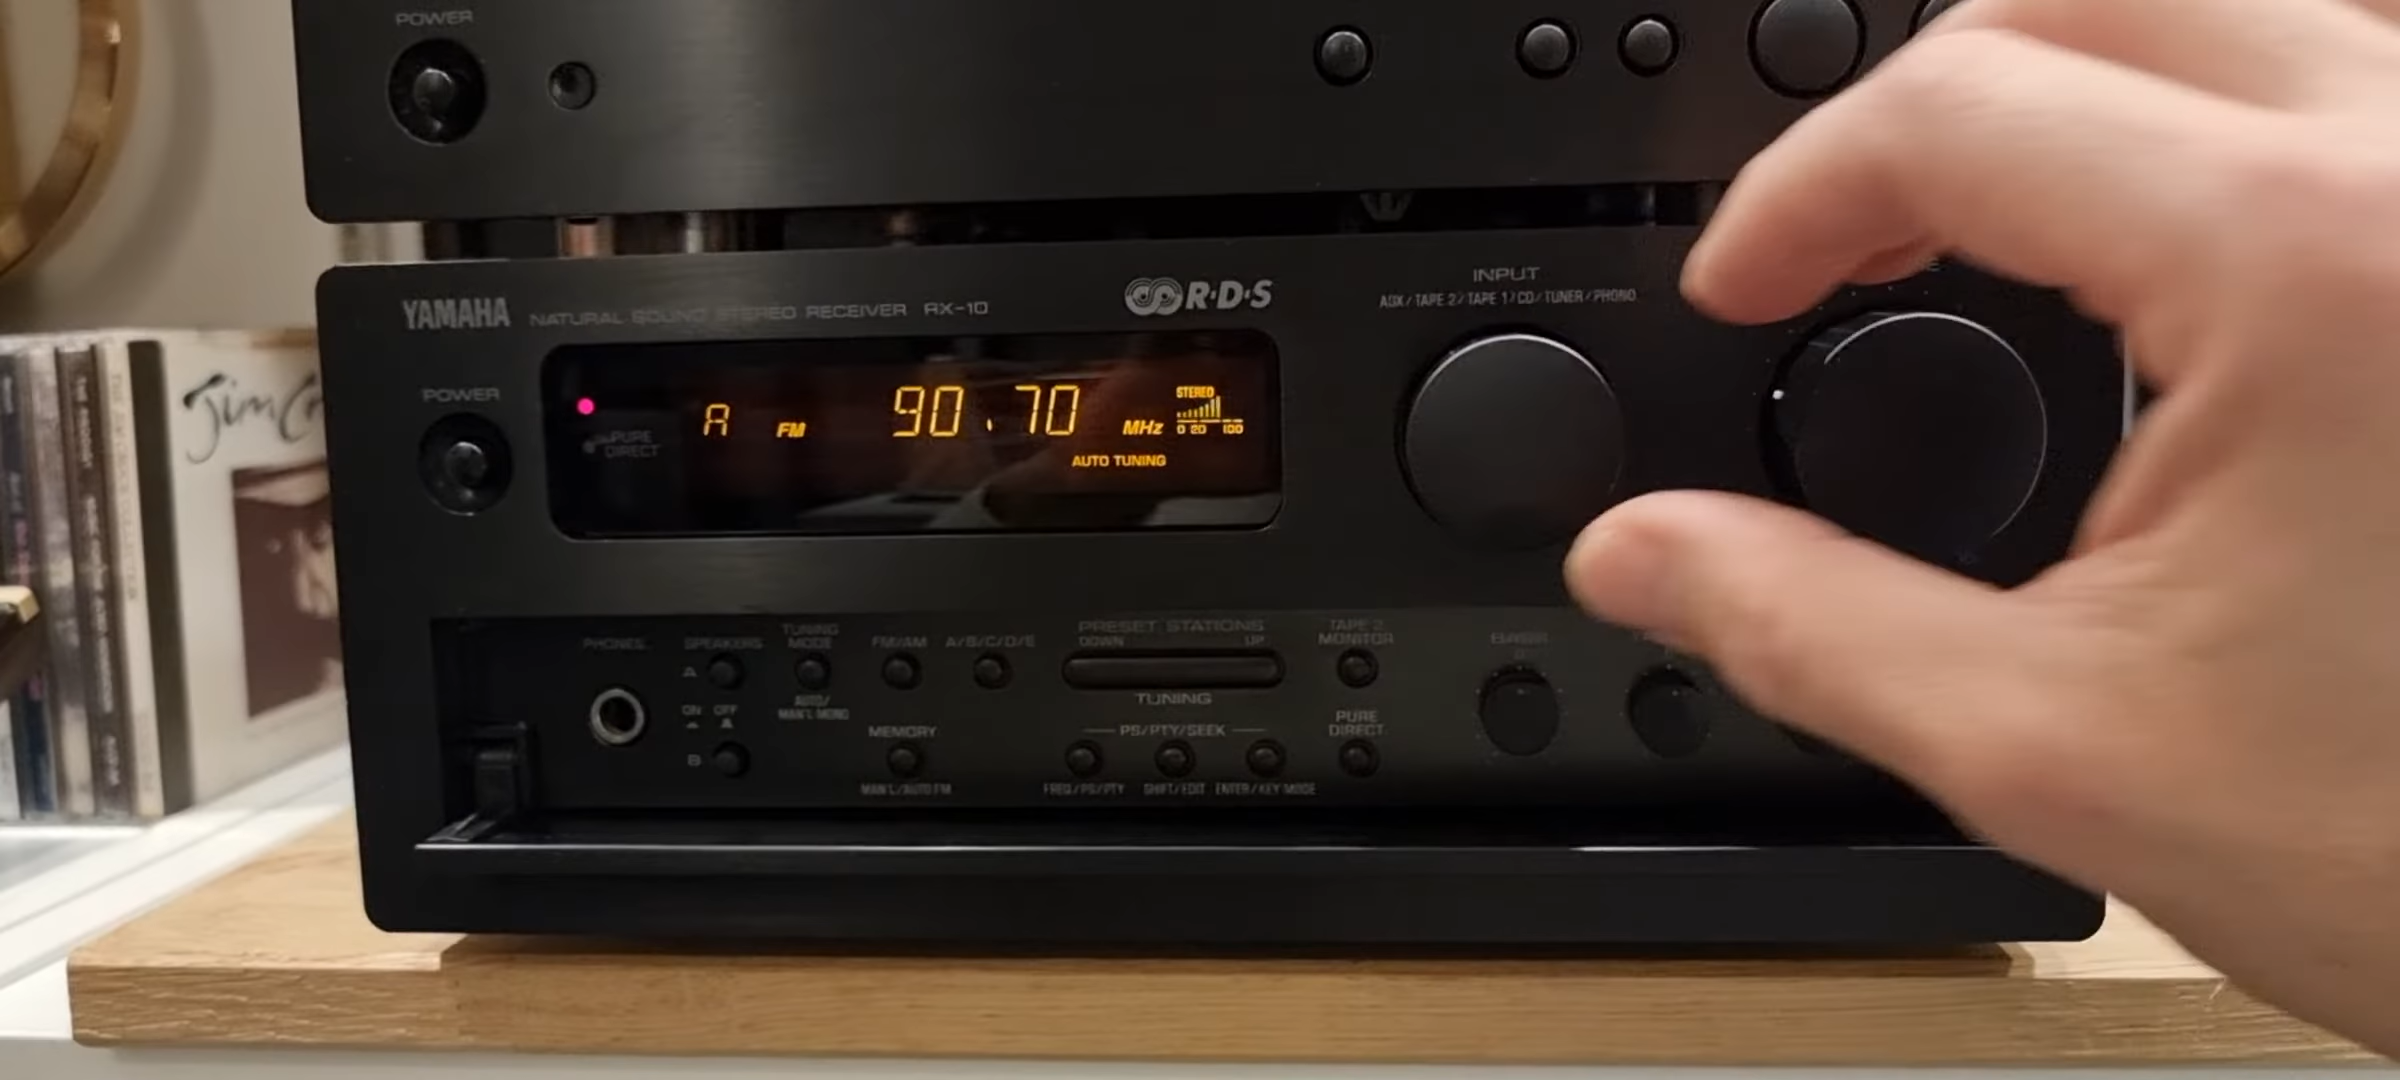 POWER
YAMAHA NATURAL SOUND STEREO RECEIVER RX-10
R·D·S
INPUT
AUX / TAPE 2 / TAPE 1 / CD / TUNER / PHONO
POWER
PURE
DIRECT
A FM 90.70 MHz
STEREO
0 20 100
AUTO TUNING
Jim
PHONES
SPEAKERS
A
ON OFF
B
TUNING
MODE
AUTO/
MAN'L MONO
FM/AM
A/B/C/D/E
MEMORY
MAN'L/AUTO FM
PRESET STATIONS
DOWN UP
TUNING
PS/PTY/SEEK
FREQ/PS/PTY SHIFT/EDIT ENTER/KEY MODE
TAPE 2
MONITOR
PURE
DIRECT